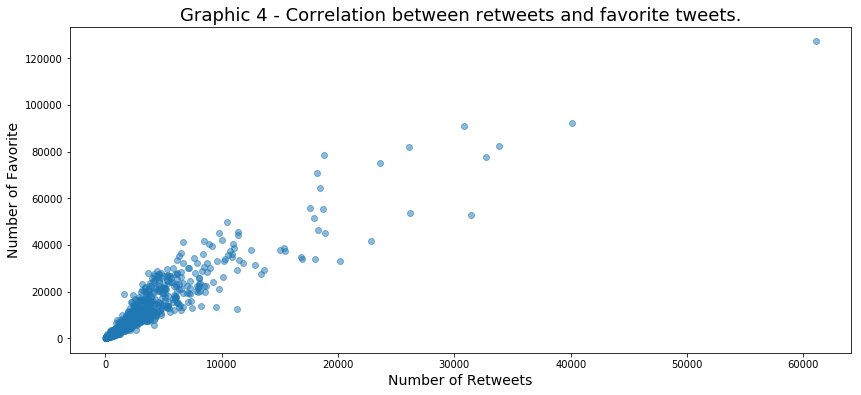 Graphic 4 - Correlation between retweets and favorite tweets.
120000
100000
80000
60000
40000
20000
0
Number of Favorite
0 10000 20000 30000 40000 50000 60000
Number of Retweets